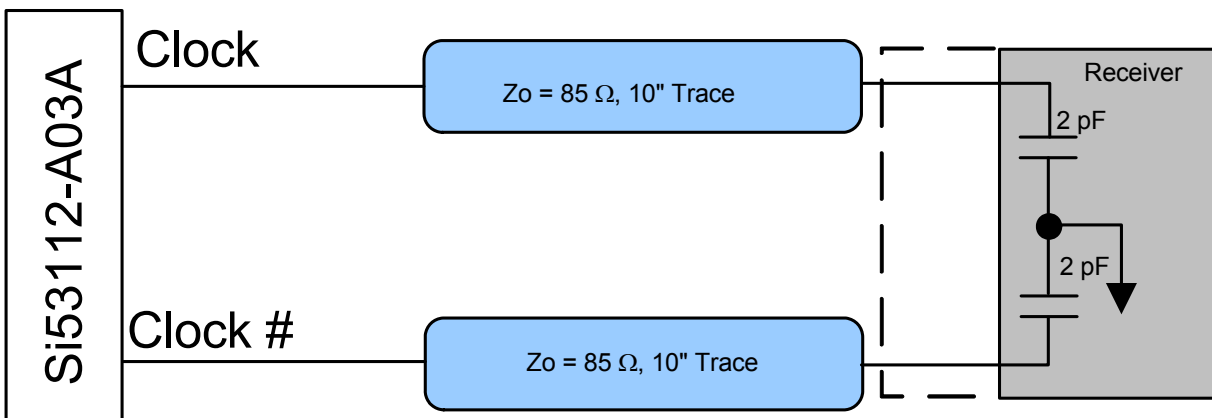 Si53112-A03A
Clock
Zo = 85 Ω, 10" Trace
Receiver
2 pF
2 pF
Clock #
Zo = 85 Ω, 10" Trace